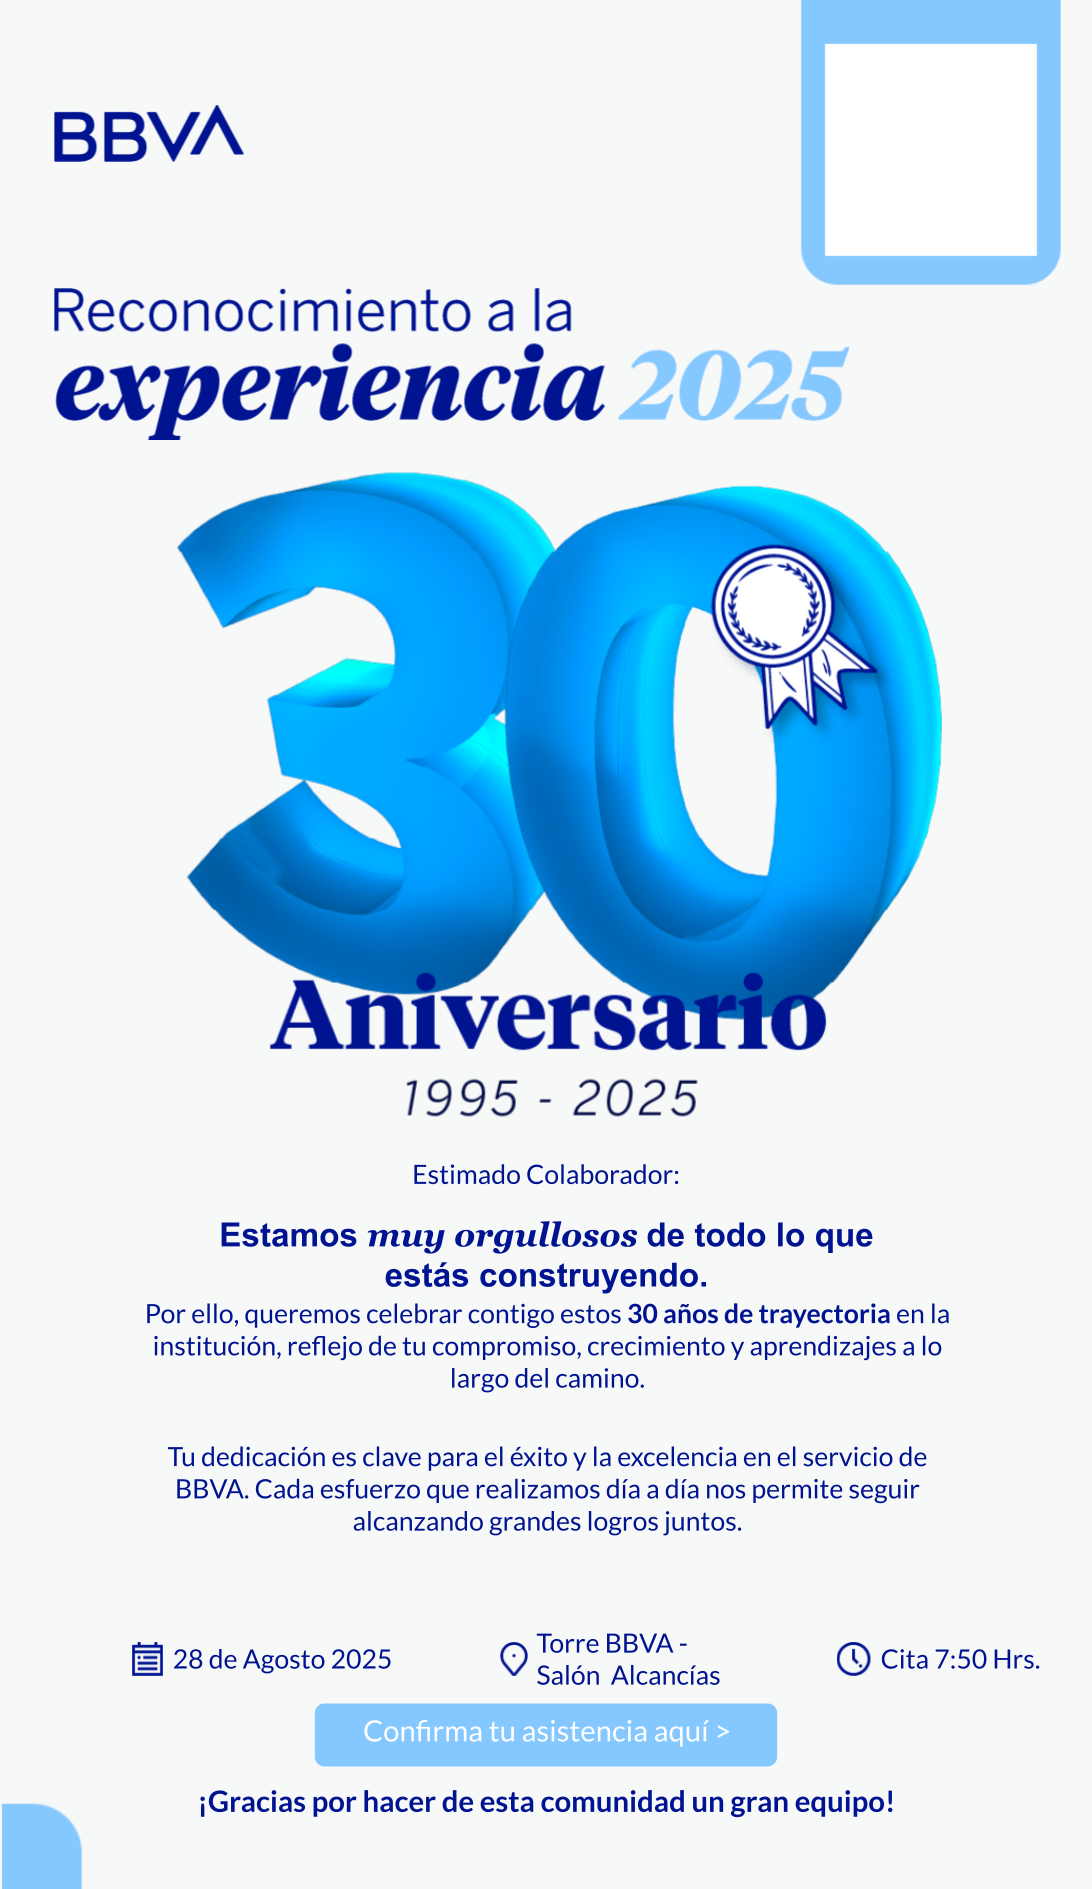 BBVA
Reconocimiento a la
experiencia 2025
30
Aniversario
1995 - 2025
Estimado Colaborador:
Estamos muy orgullosos de todo lo que
estás construyendo.
Por ello, queremos celebrar contigo estos 30 años de trayectoria en la
institución, reflejo de tu compromiso, crecimiento y aprendizajes a lo
largo del camino.
Tu dedicación es clave para el éxito y la excelencia en el servicio de
BBVA. Cada esfuerzo que realizamos día a día nos permite seguir
alcanzando grandes logros juntos.
28 de Agosto 2025
Torre BBVA -
Salón Alcancías
Cita 7:50 Hrs.
Confirma tu asistencia aquí >
¡Gracias por hacer de esta comunidad un gran equipo!